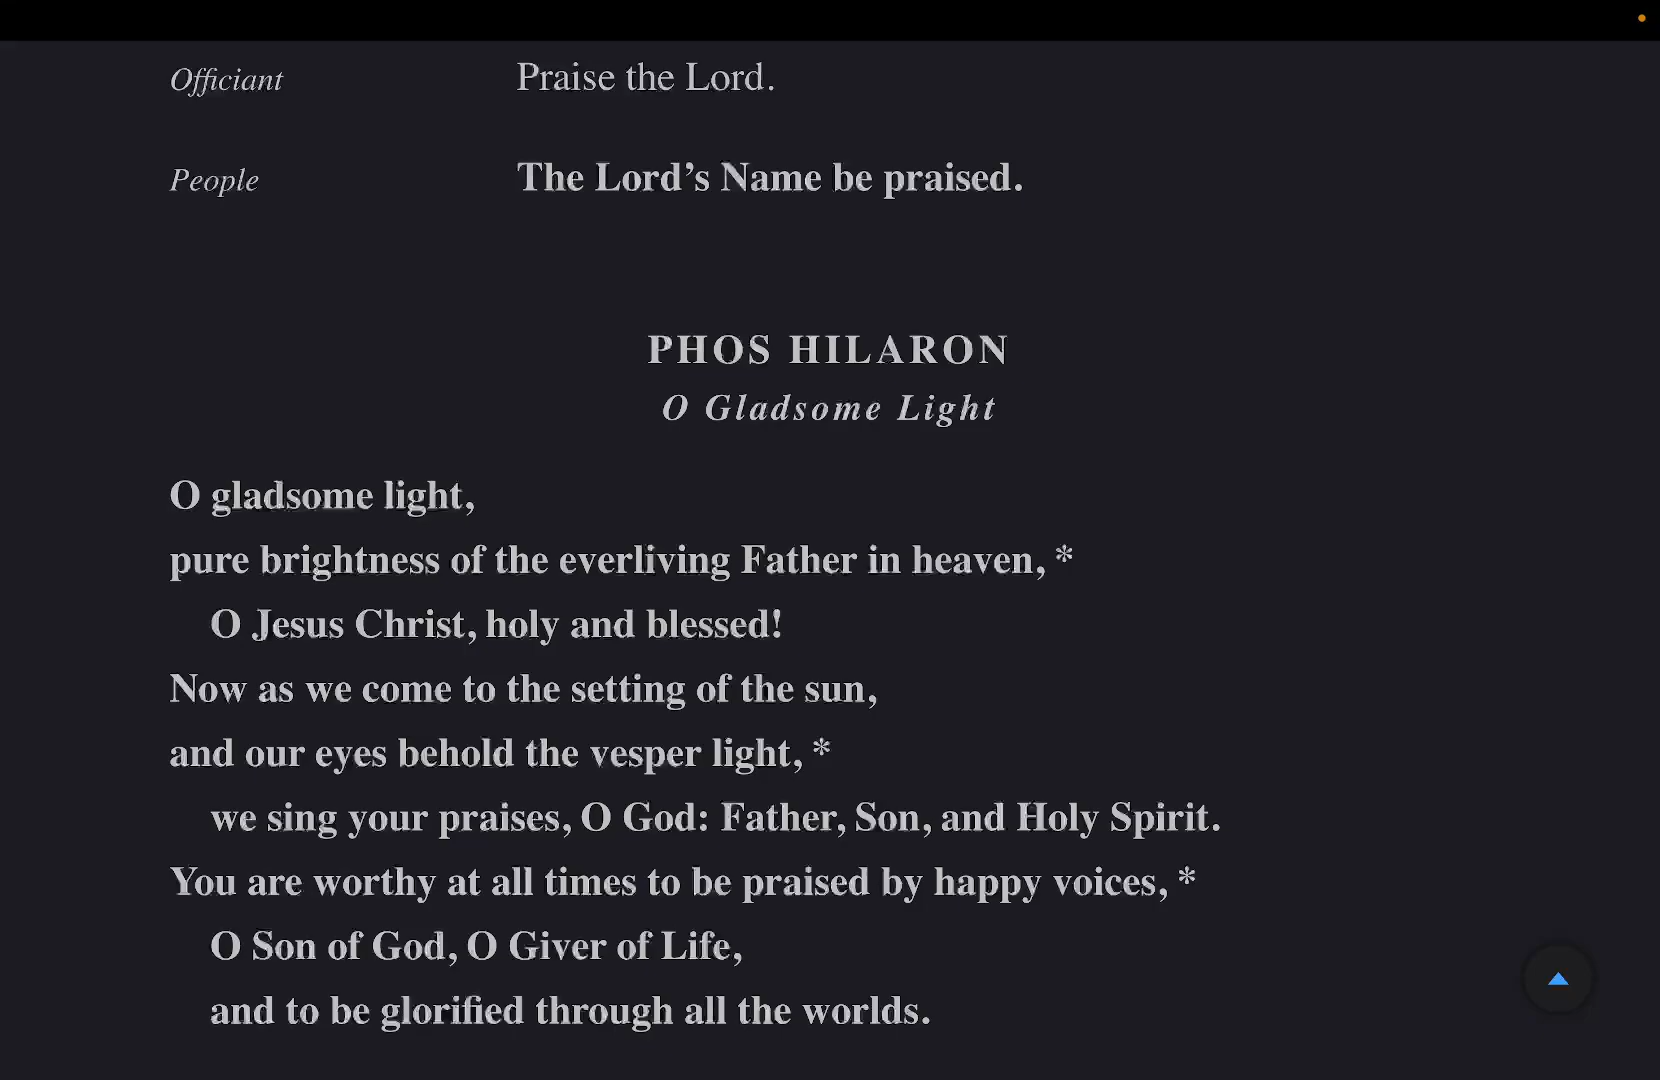 Officiant Praise the Lord.
People The Lord’s Name be praised.
PHOS HILARON
O Gladsome Light
O gladsome light,
pure brightness of the everliving Father in heaven, *
O Jesus Christ, holy and blessed!
Now as we come to the setting of the sun,
and our eyes behold the vesper light, *
we sing your praises, O God: Father, Son, and Holy Spirit.
You are worthy at all times to be praised by happy voices, *
O Son of God, O Giver of Life,
and to be glorified through all the worlds.